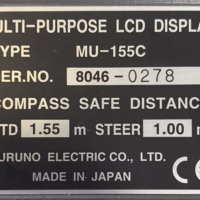 ULTI-PURPOSE LCD DISPLA
YPE MU-155C
ER.NO. 8046-0278
COMPASS SAFE DISTANC
TD 1.55 m STEER 1.00 m
URUNO ELECTRIC CO., LTD.
MADE IN JAPAN